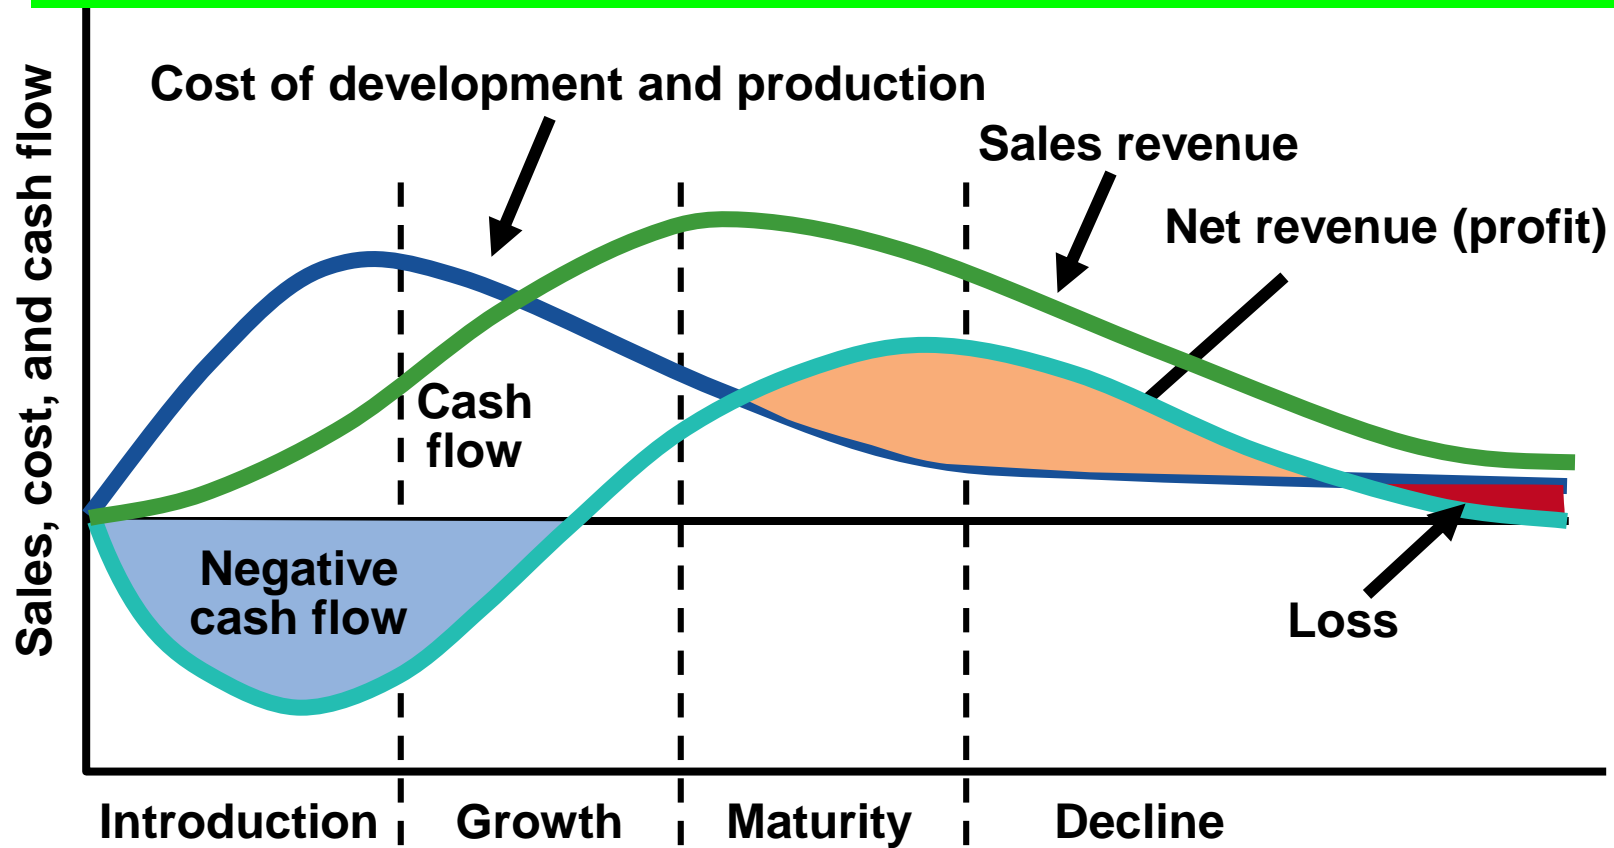 Sales, cost, and cash flow
Cost of development and production
Sales revenue
Net revenue (profit)
Cash
flow
Negative
cash flow
Loss
Introduction
Growth
Maturity
Decline